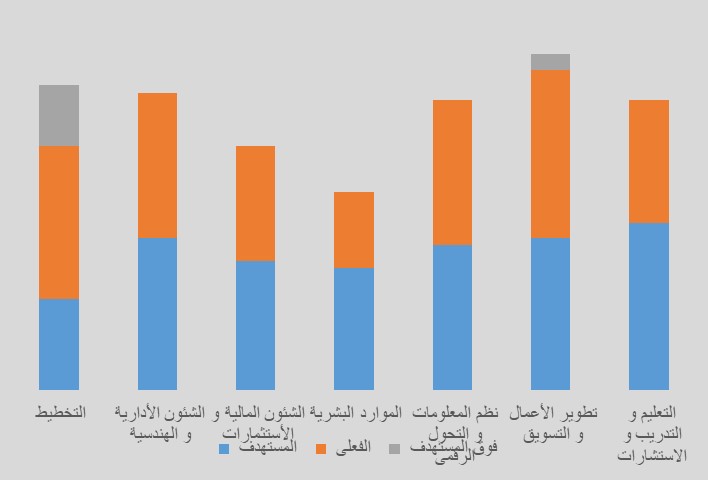 التعليم و
التدريب و
الاستشارات
تطوير الأعمال
و التسويق
نظم المعلومات
و التحول
الرقمى
الموارد البشرية
الشئون المالية و
الأستثمارات
الشئون الأدارية
و الهندسية
التخطيط
فوق المستهدف
الفعلى
المستهدف